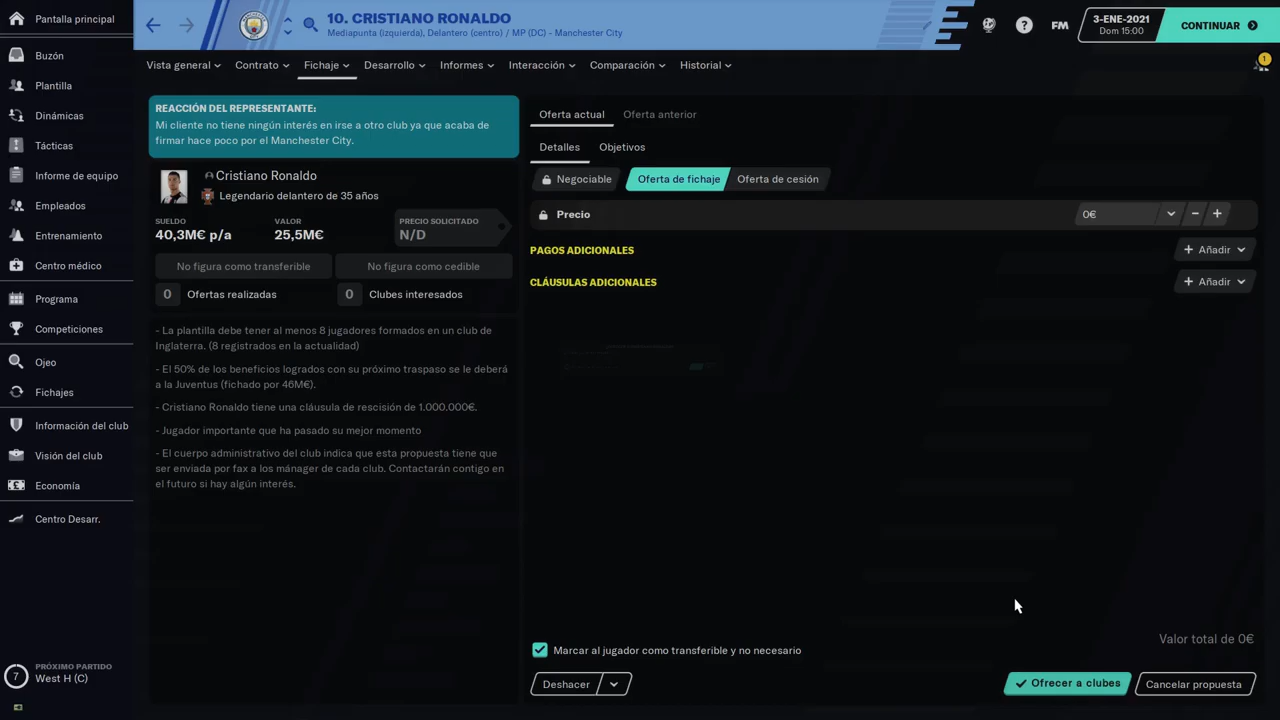 Pantalla principal
10. CRISTIANO RONALDO
Mediapunta (izquierda), Delantero (centro) / MP (DC) - Manchester City
?
FM
3-ENE-2021
Dom 15:00
CONTINUAR
Buzón
Plantilla
Dinámicas
Tácticas
Informe de equipo
Empleados
Entrenamiento
Centro médico
Programa
Competiciones
Ojeo
Fichajes
Información del club
Visión del club
Economía
Centro Desarr.
7
PRÓXIMO PARTIDO
West H (C)
Vista general
Contrato
Fichaje
Desarrollo
Informes
Interacción
Comparación
Historial
1
REACCIÓN DEL REPRESENTANTE:
Mi cliente no tiene ningún interés en irse a otro club ya que acaba de
firmar hace poco por el Manchester City.
Cristiano Ronaldo
Legendario delantero de 35 años
SUELDO
40,3M€ p/a
VALOR
25,5M€
PRECIO SOLICITADO
N/D
No figura como transferible
No figura como cedible
0 Ofertas realizadas
0 Clubes interesados
- La plantilla debe tener al menos 8 jugadores formados en un club de
Inglaterra. (8 registrados en la actualidad)
- El 50% de los beneficios logrados con su próximo traspaso se le deberá
a la Juventus (fichado por 46M€).
- Cristiano Ronaldo tiene una cláusula de rescisión de 1.000.000€.
- Jugador importante que ha pasado su mejor momento
- El cuerpo administrativo del club indica que esta propuesta tiene que
ser enviada por fax a los mánager de cada club. Contactarán contigo en
el futuro si hay algún interés.
Oferta actual
Oferta anterior
Detalles
Objetivos
Negociable
Oferta de fichaje
Oferta de cesión
Precio
0€
PAGOS ADICIONALES
+ Añadir
CLÁUSULAS ADICIONALES
+ Añadir
Valor total de 0€
Marcar al jugador como transferible y no necesario
Deshacer
Ofrecer a clubes
Cancelar propuesta